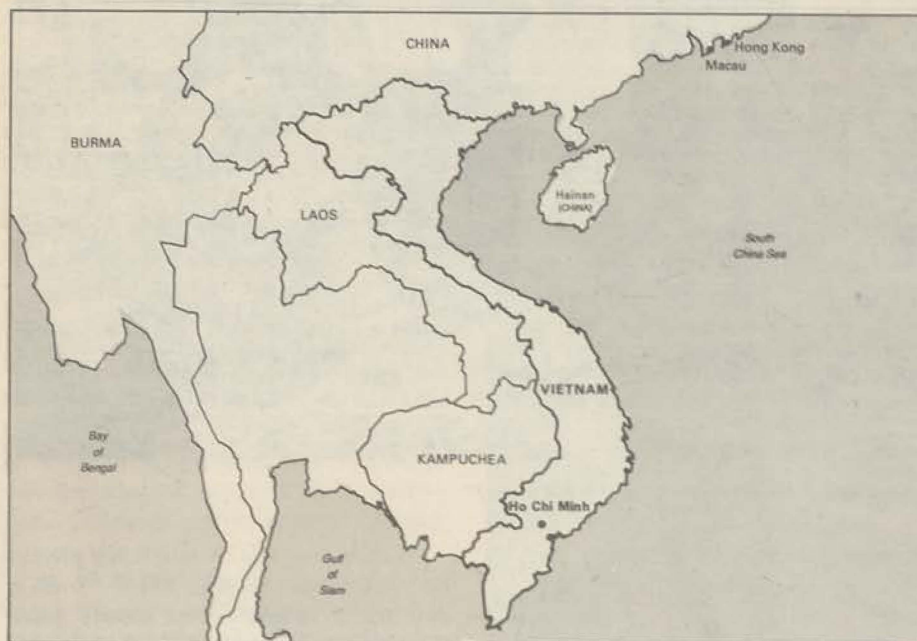 CHINA
Hong Kong
Macau
BURMA
Hainan
(CHINA)
LAOS
South
China Sea
VIETNAM
Bay
of
Bengal
KAMPUCHEA
Ho Chi Minh
Gulf
of
Siam